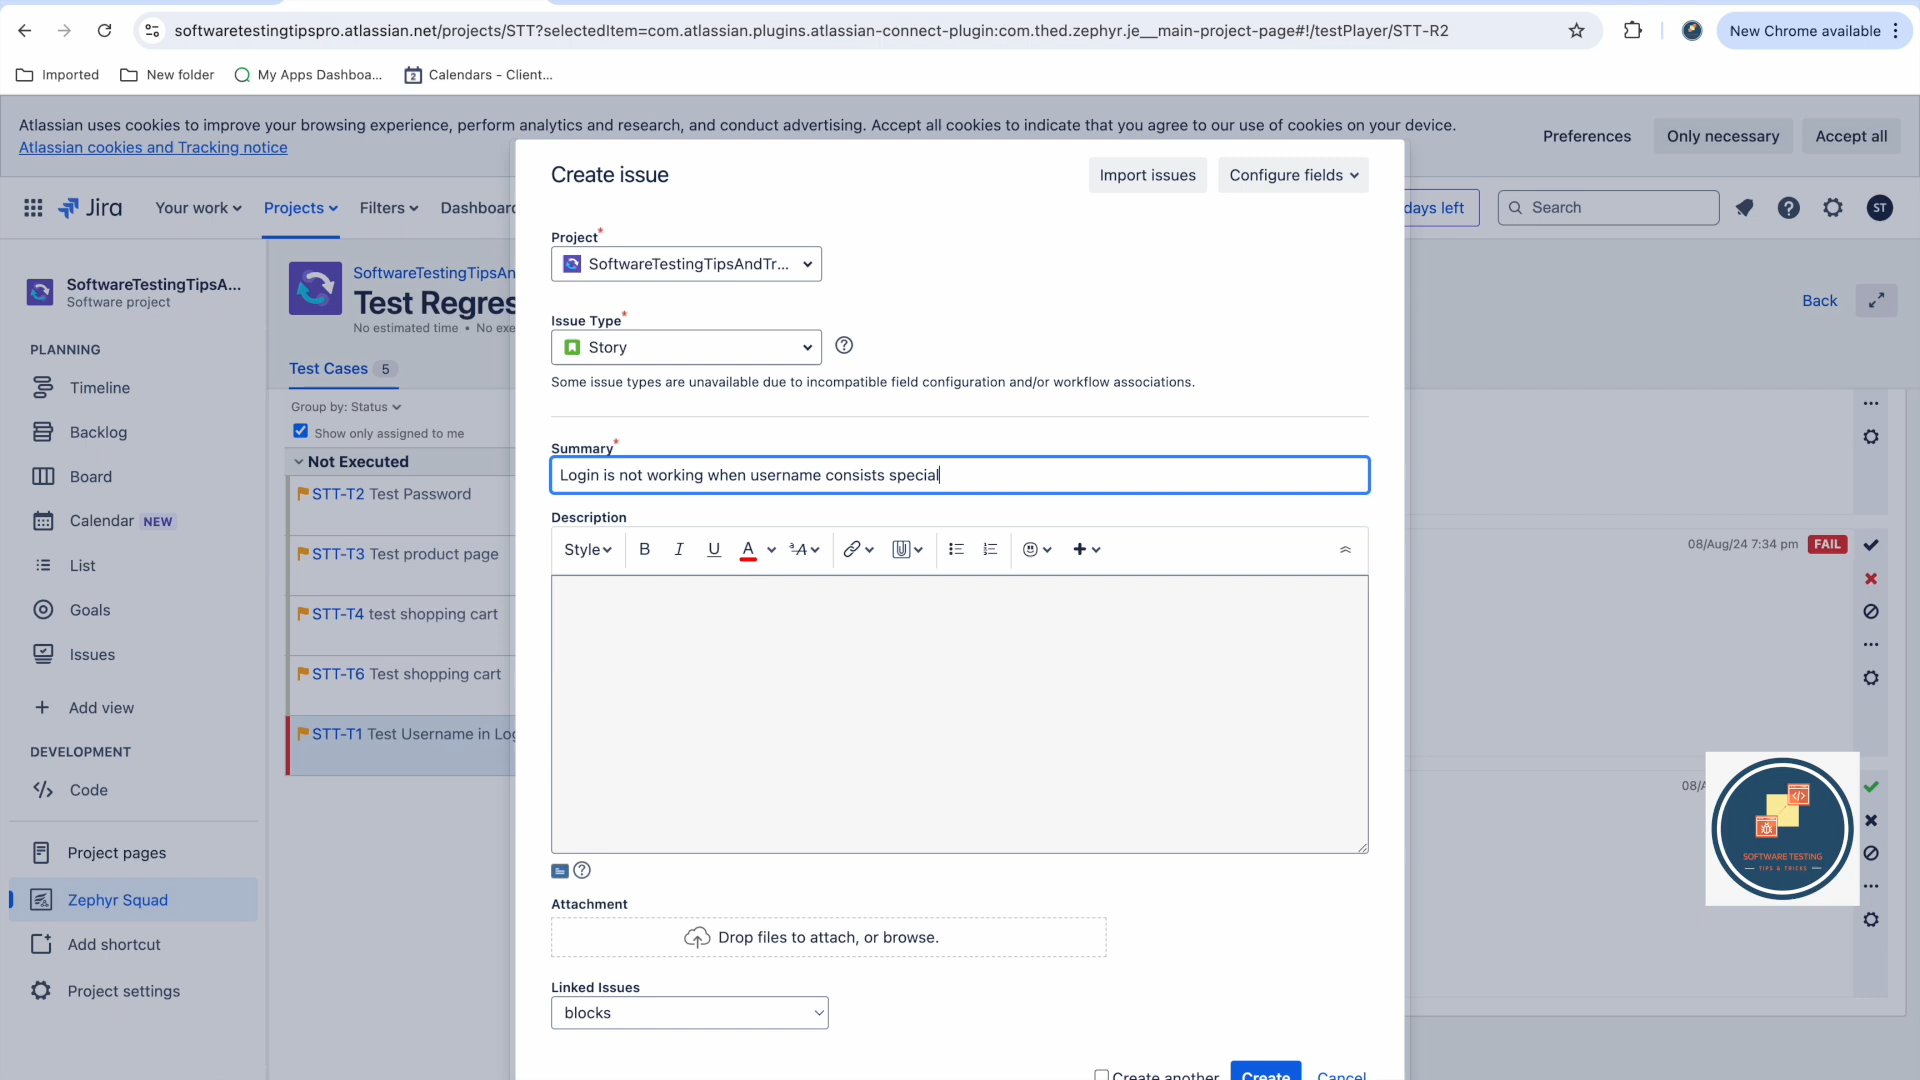 softwaretestingtipspro.atlassian.net/projects/STT?selectedItem=com.atlassian.plugins.atlassian-connect-plugin:com.thed.zephyr.je__main-project-page#!/testPlayer/STT-R2
New Chrome available
Imported
New folder
My Apps Dashboa...
2
Calendars - Client...
Atlassian uses cookies to improve your browsing experience, perform analytics and research, and conduct advertising. Accept all cookies to indicate that you agree to our use of cookies on your device.
Atlassian cookies and Tracking notice
Preferences
Only necessary
Accept all
Jira
Your work
Projects
Filters
Dashboard
days left
Search
ST
SoftwareTestingTipsA...
Software project
PLANNING
Timeline
Backlog
Board
Calendar NEW
List
Goals
Issues
Add view
DEVELOPMENT
Code
Project pages
Zephyr Squad
Add shortcut
Project settings
SoftwareTestingTipsAn
Test Regres
No estimated time • No exe
Back
Test Cases 5
Group by: Status
Show only assigned to me
Not Executed
STT-T2 Test Password
STT-T3 Test product page
STT-T4 test shopping cart
STT-T6 Test shopping cart
STT-T1 Test Username in Log
Create issue
Import issues
Configure fields
Project*
SoftwareTestingTipsAndTr...
Issue Type*
Story
Some issue types are unavailable due to incompatible field configuration and/or workflow associations.
Summary*
Login is not working when username consists special
Description
Style
B I U A
Attachment
Drop files to attach, or browse.
Linked Issues
blocks
Create another
Create
Cancel
08/Aug/24 7:34 pm FAIL
08/A
SOFTWARE TESTING
TIPS & TRICKS